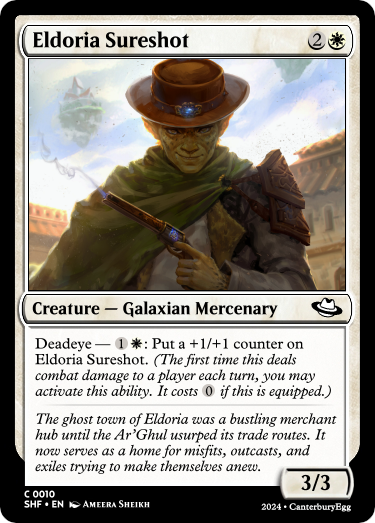 Eldoria Sureshot 2
Creature — Galaxian Mercenary
Deadeye — 1 : Put a +1/+1 counter on
Eldoria Sureshot. (The first time this deals
combat damage to a player each turn, you may
activate this ability. It costs 0 if this is equipped.)
The ghost town of Eldoria was a bustling merchant
hub until the Ar'Ghul usurped its trade routes. It
now serves as a home for misfits, outcasts, and
exiles trying to make themselves anew.
3/3
C 0010
SHF • EN Ameera Sheikh
2024 - CanterburyEgg